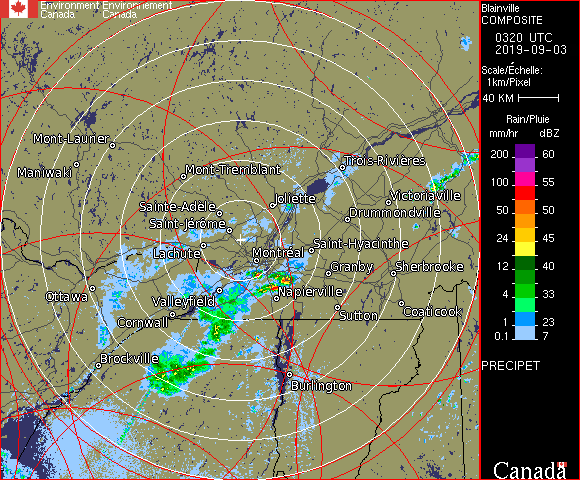 Environment Environnement
Canada Canada
Blainville
COMPOSITE
0320 UTC
2019-09-03
Scale/Échelle:
1km/Pixel
40 KM
Rain/Pluie
mm/hr dBZ
200 60
100 55
50 50
24 45
12 40
4 33
1 23
0.1 7
PRECIPET
Canada
Mont-Laurier
Maniwaki
Mont-Tremblant
Trois-Rivières
Joliette
Victoriaville
Sainte-Adèle
Drummondville
Saint-Jérôme
Saint-Hyacinthe
Lachute
Montréal
Granby
Sherbrooke
Ottawa
Valleyfield
Napierville
Cornwall
Sutton
Coaticook
Brockville
Burlington